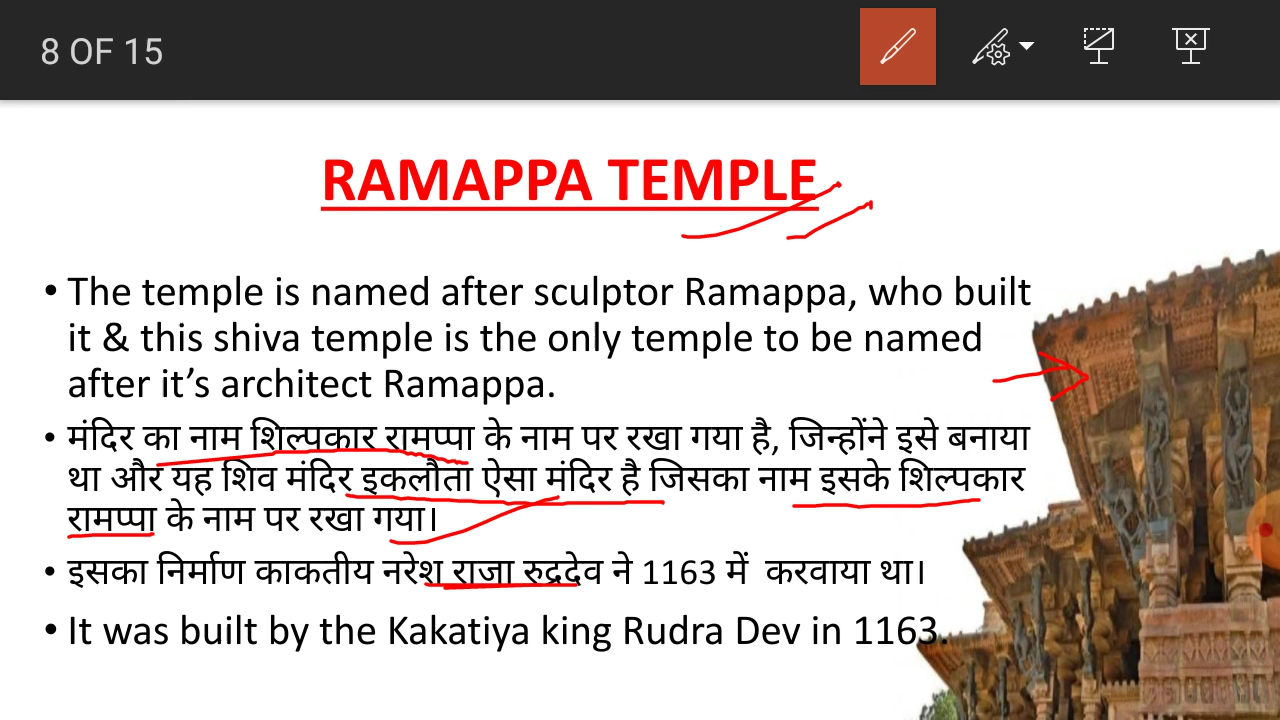 8 OF 15
RAMAPPA TEMPLE
• The temple is named after sculptor Ramappa, who built
it & this shiva temple is the only temple to be named
after it’s architect Ramappa.
• मंदिर का नाम शिल्पकार रामप्पा के नाम पर रखा गया है, जिन्होंने इसे बनाया
था और यह शिव मंदिर इकलौता ऐसा मंदिर है जिसका नाम इसके शिल्पकार
रामप्पा के नाम पर रखा गया।
• इसका निर्माण काकतीय नरेश राजा रुद्रदेव ने 1163 में करवाया था।
• It was built by the Kakatiya king Rudra Dev in 1163.